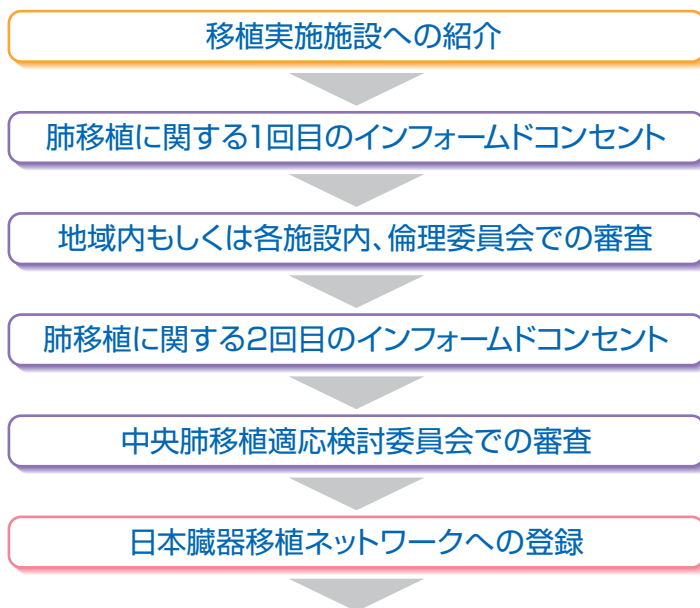 移植実施施設への紹介
肺移植に関する1回目のインフォームドコンセント
地域内もしくは各施設内、倫理委員会での審査
肺移植に関する2回目のインフォームドコンセント
中央肺移植適応検討委員会での審査
日本臓器移植ネットワークへの登録